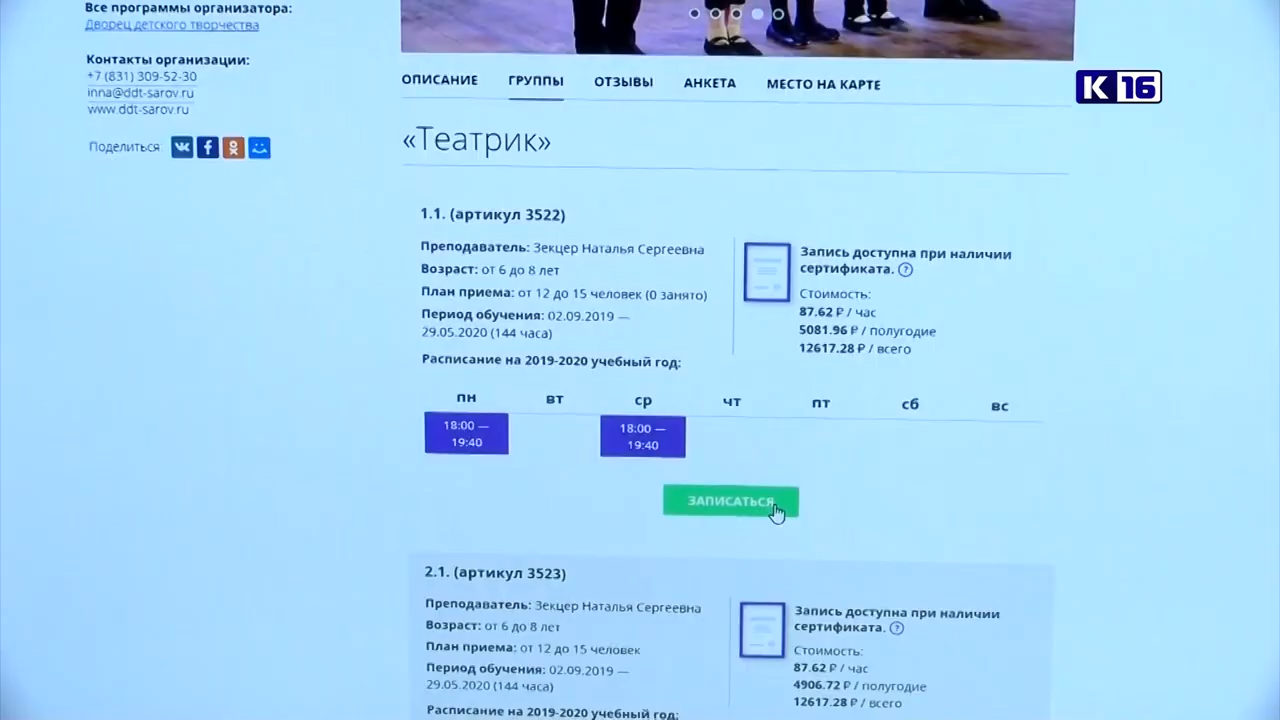 Все программы организатора:
Дворец детского творчества
Контакты организации:
+7 (831) 309-52-30
inna@ddt-sarov.ru
www.ddt-sarov.ru
Поделиться
ОПИСАНИЕ ГРУППЫ ОТЗЫВЫ АНКЕТА МЕСТО НА КАРТЕ
К 16
«Театрик»
1.1. (артикул 3522)
Преподаватель: Зекцер Наталья Сергеевна
Возраст: от 6 до 8 лет
План приема: от 12 до 15 человек (0 занято)
Период обучения: 02.09.2019 —
29.05.2020 (144 часа)
Запись доступна при наличии
сертификата. ?
Стоимость:
87.62 ₽ / час
5081.96 ₽ / полугодие
12617.28 ₽ / всего
Расписание на 2019-2020 учебный год:
пн вт ср чт пт сб вс
18:00 —
19:40
18:00 —
19:40
ЗАПИСАТЬСЯ
2.1. (артикул 3523)
Преподаватель: Зекцер Наталья Сергеевна
Возраст: от 6 до 8 лет
План приема: от 12 до 15 человек
Период обучения: 02.09.2019 —
29.05.2020 (144 часа)
Запись доступна при наличии
сертификата. ?
Стоимость:
87.62 ₽ / час
4906.72 ₽ / полугодие
12617.28 ₽ / всего
Расписание на 2019-2020 учебный год: